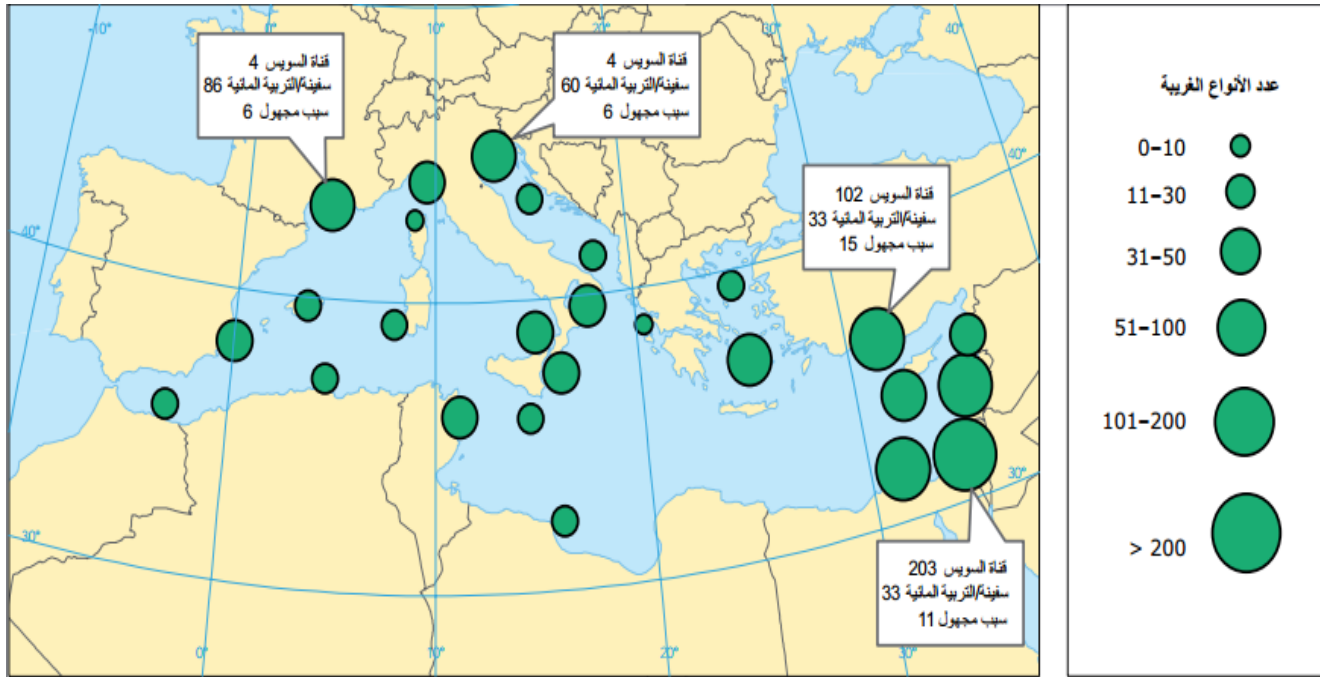 -10°
0°
10°
20°
30°
40°
قناة السويس 4
سفينة/التربية المائية 86
سبب مجهول 6
قناة السويس 4
سفينة/التربية المائية 60
سبب مجهول 6
قناة السويس 102
سفينة/التربية المائية 33
سبب مجهول 15
40°
40°
30°
30°
قناة السويس 203
سفينة/التربية المائية 33
سبب مجهول 11
0°
10°
20°
30°
عدد الأنواع الغريبة
0–10
11–30
31–50
51–100
101–200
> 200